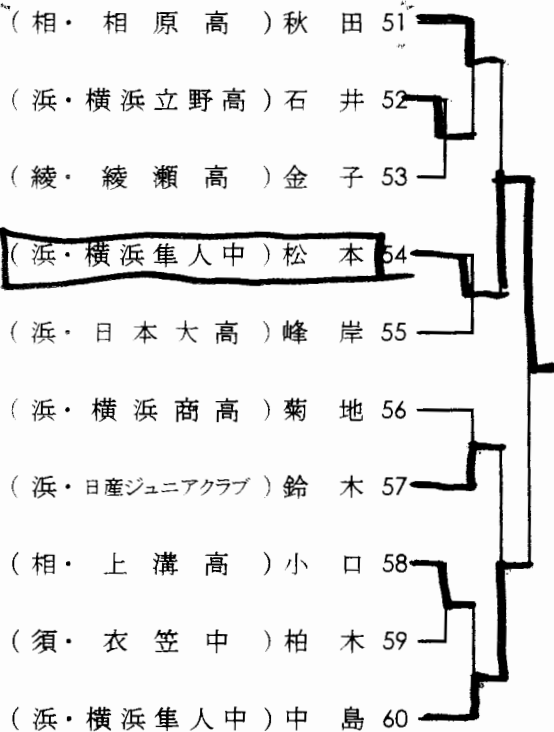 (相・相原高)秋田 51
(浜・横浜立野高)石井 52
(綾・綾瀬高)金子 53
(浜・横浜隼人中)松本 54
(浜・日本大高)峰岸 55
(浜・横浜商高)菊地 56
(浜・日産ジュニアクラブ)鈴木 57
(相・上溝高)小口 58
(須・衣笠中)柏木 59
(浜・横浜隼人中)中島 60